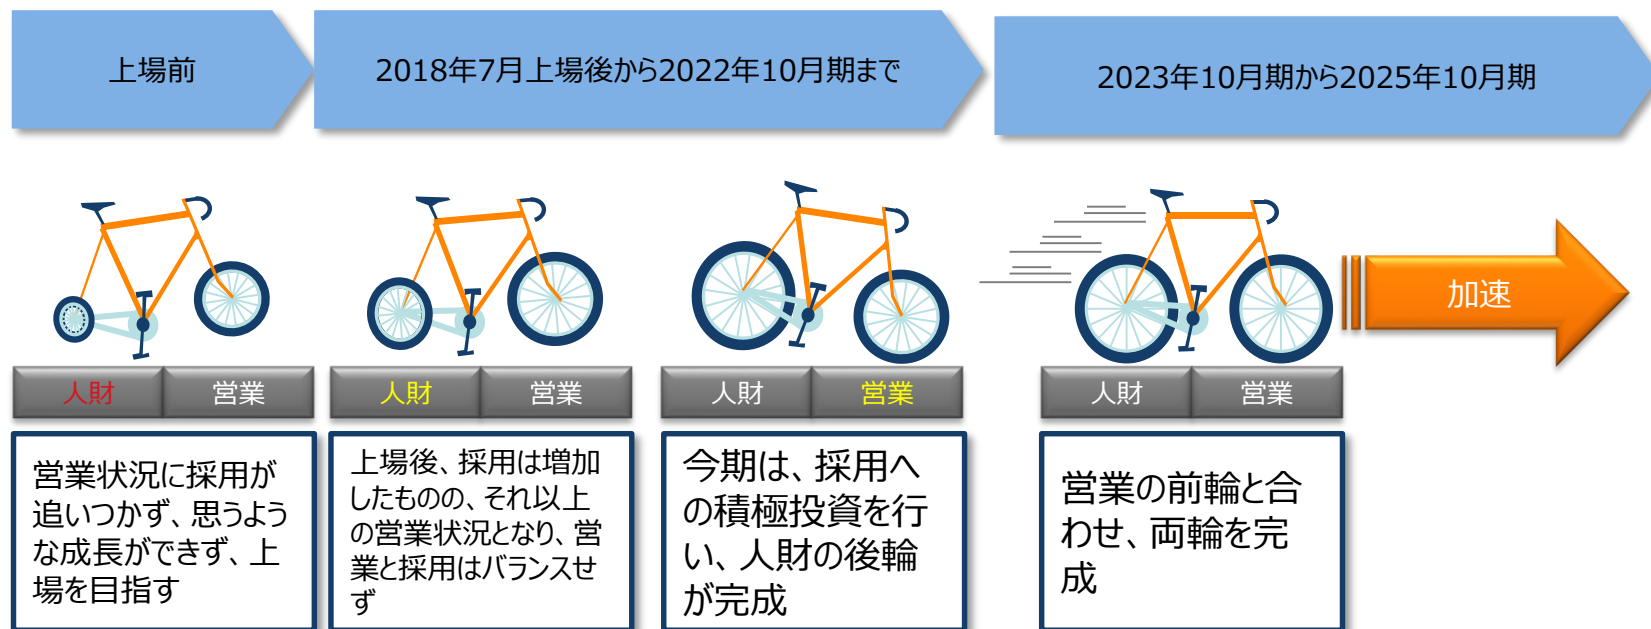 上場前
2018年7月上場後から2022年10月期まで
2023年10月期から2025年10月期
加速
人財
営業
人財
営業
人財
営業
人財
営業
営業状況に採用が
追いつかず、思うよう
な成長ができず、上
場を目指す
上場後、採用は増加
したものの、それ以上
の営業状況となり、営
業と採用はバランスせ
ず
今期は、採用へ
の積極投資を行
い、人財の後輪
が完成
営業の前輪と合
わせ、両輪を完
成